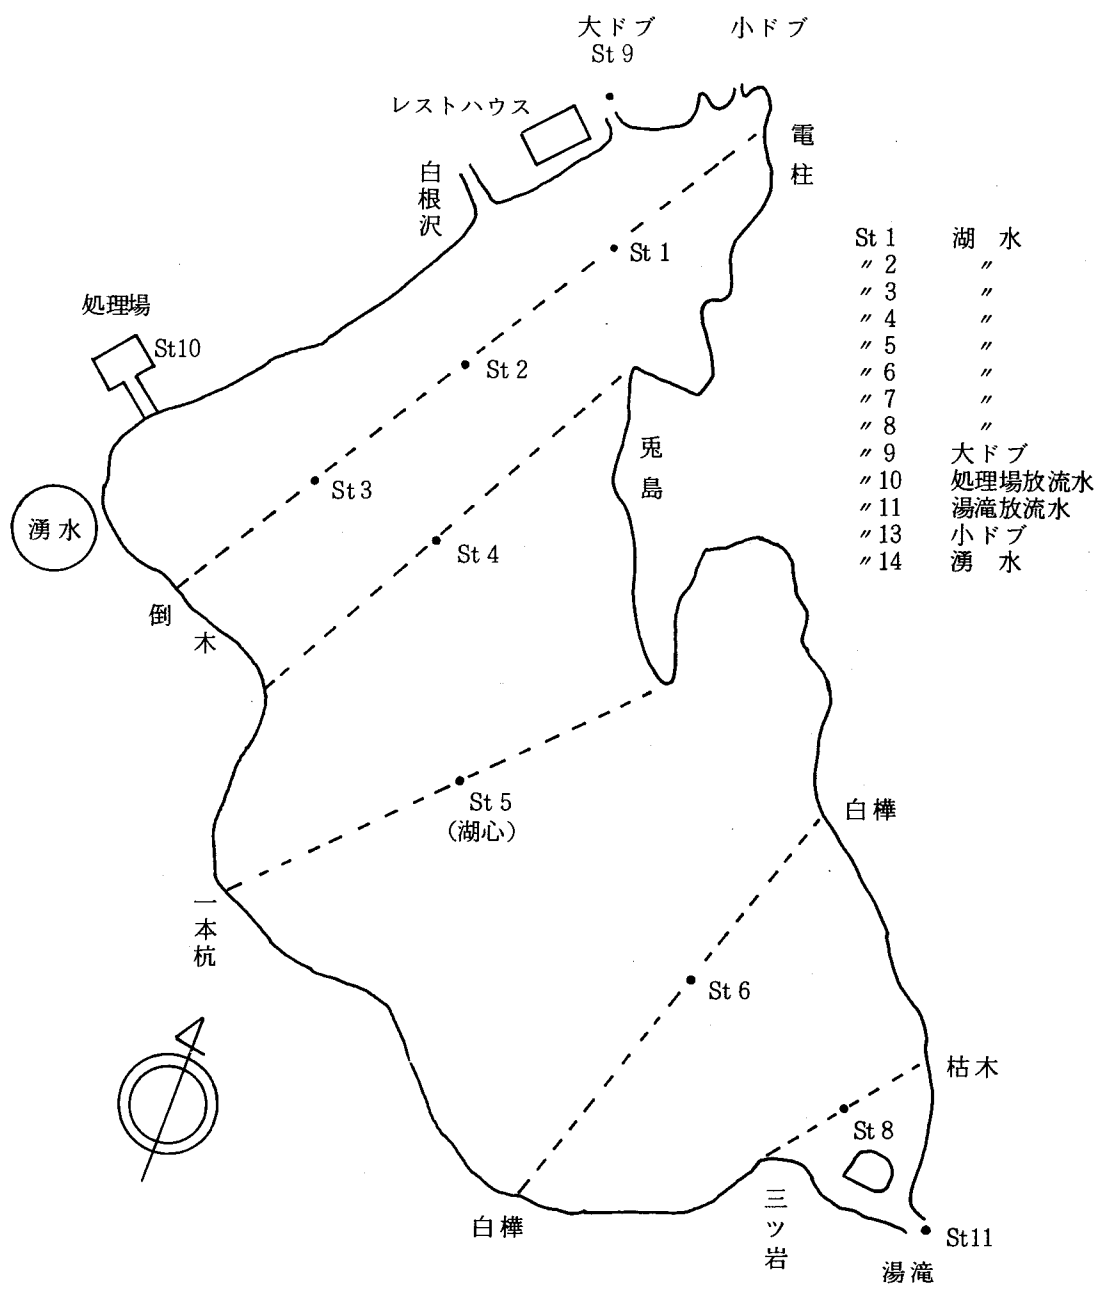 大ドブ
St 9
小ドブ
レストハウス
電柱
白根沢
St 1
処理場
St10
St 2
兎島
St 3
湧水
St 4
倒木
St 5
(湖心)
白樺
一本杭
St 6
枯木
St 8
白樺
三ツ岩
St11
湯滝
St 1 湖 水
〃 2 〃
〃 3 〃
〃 4 〃
〃 5 〃
〃 6 〃
〃 7 〃
〃 8 〃
〃 9 大ドブ
〃10 処理場放流水
〃11 湯滝放流水
〃13 小ドブ
〃14 湧 水